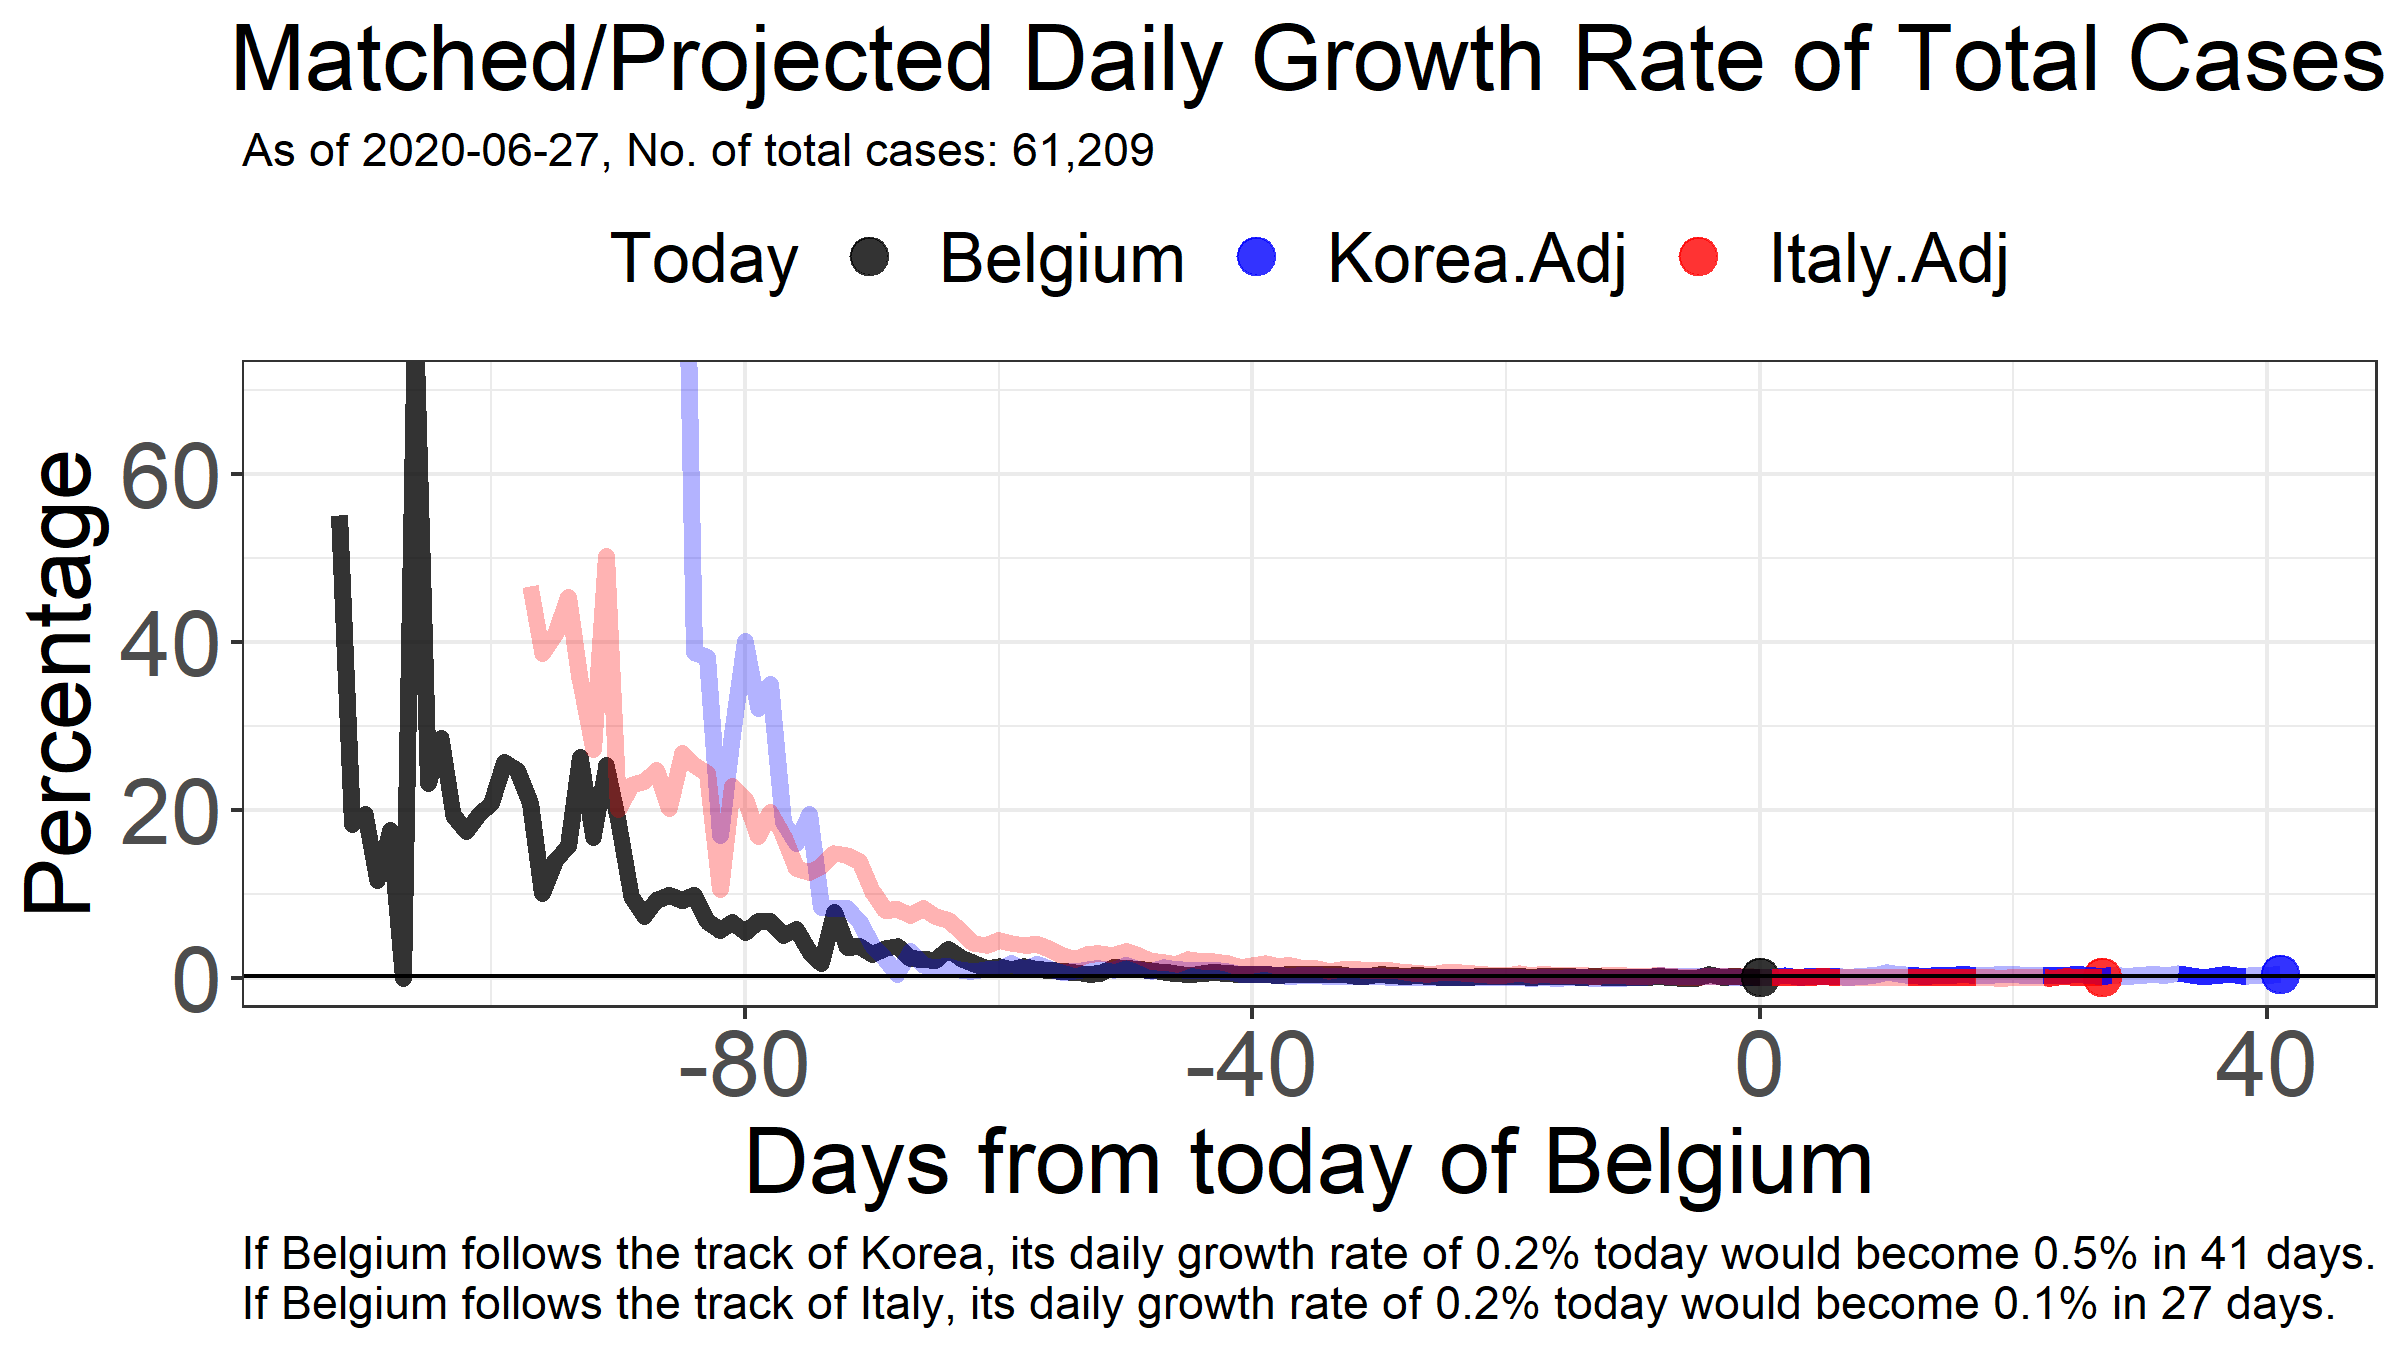 Matched/Projected Daily Growth Rate of Total Cases
As of 2020-06-27, No. of total cases: 61,209
Today Belgium Korea.Adj Italy.Adj
Percentage
60
40
20
0
-80 -40 0 40
Days from today of Belgium
If Belgium follows the track of Korea, its daily growth rate of 0.2% today would become 0.5% in 41 days.
If Belgium follows the track of Italy, its daily growth rate of 0.2% today would become 0.1% in 27 days.